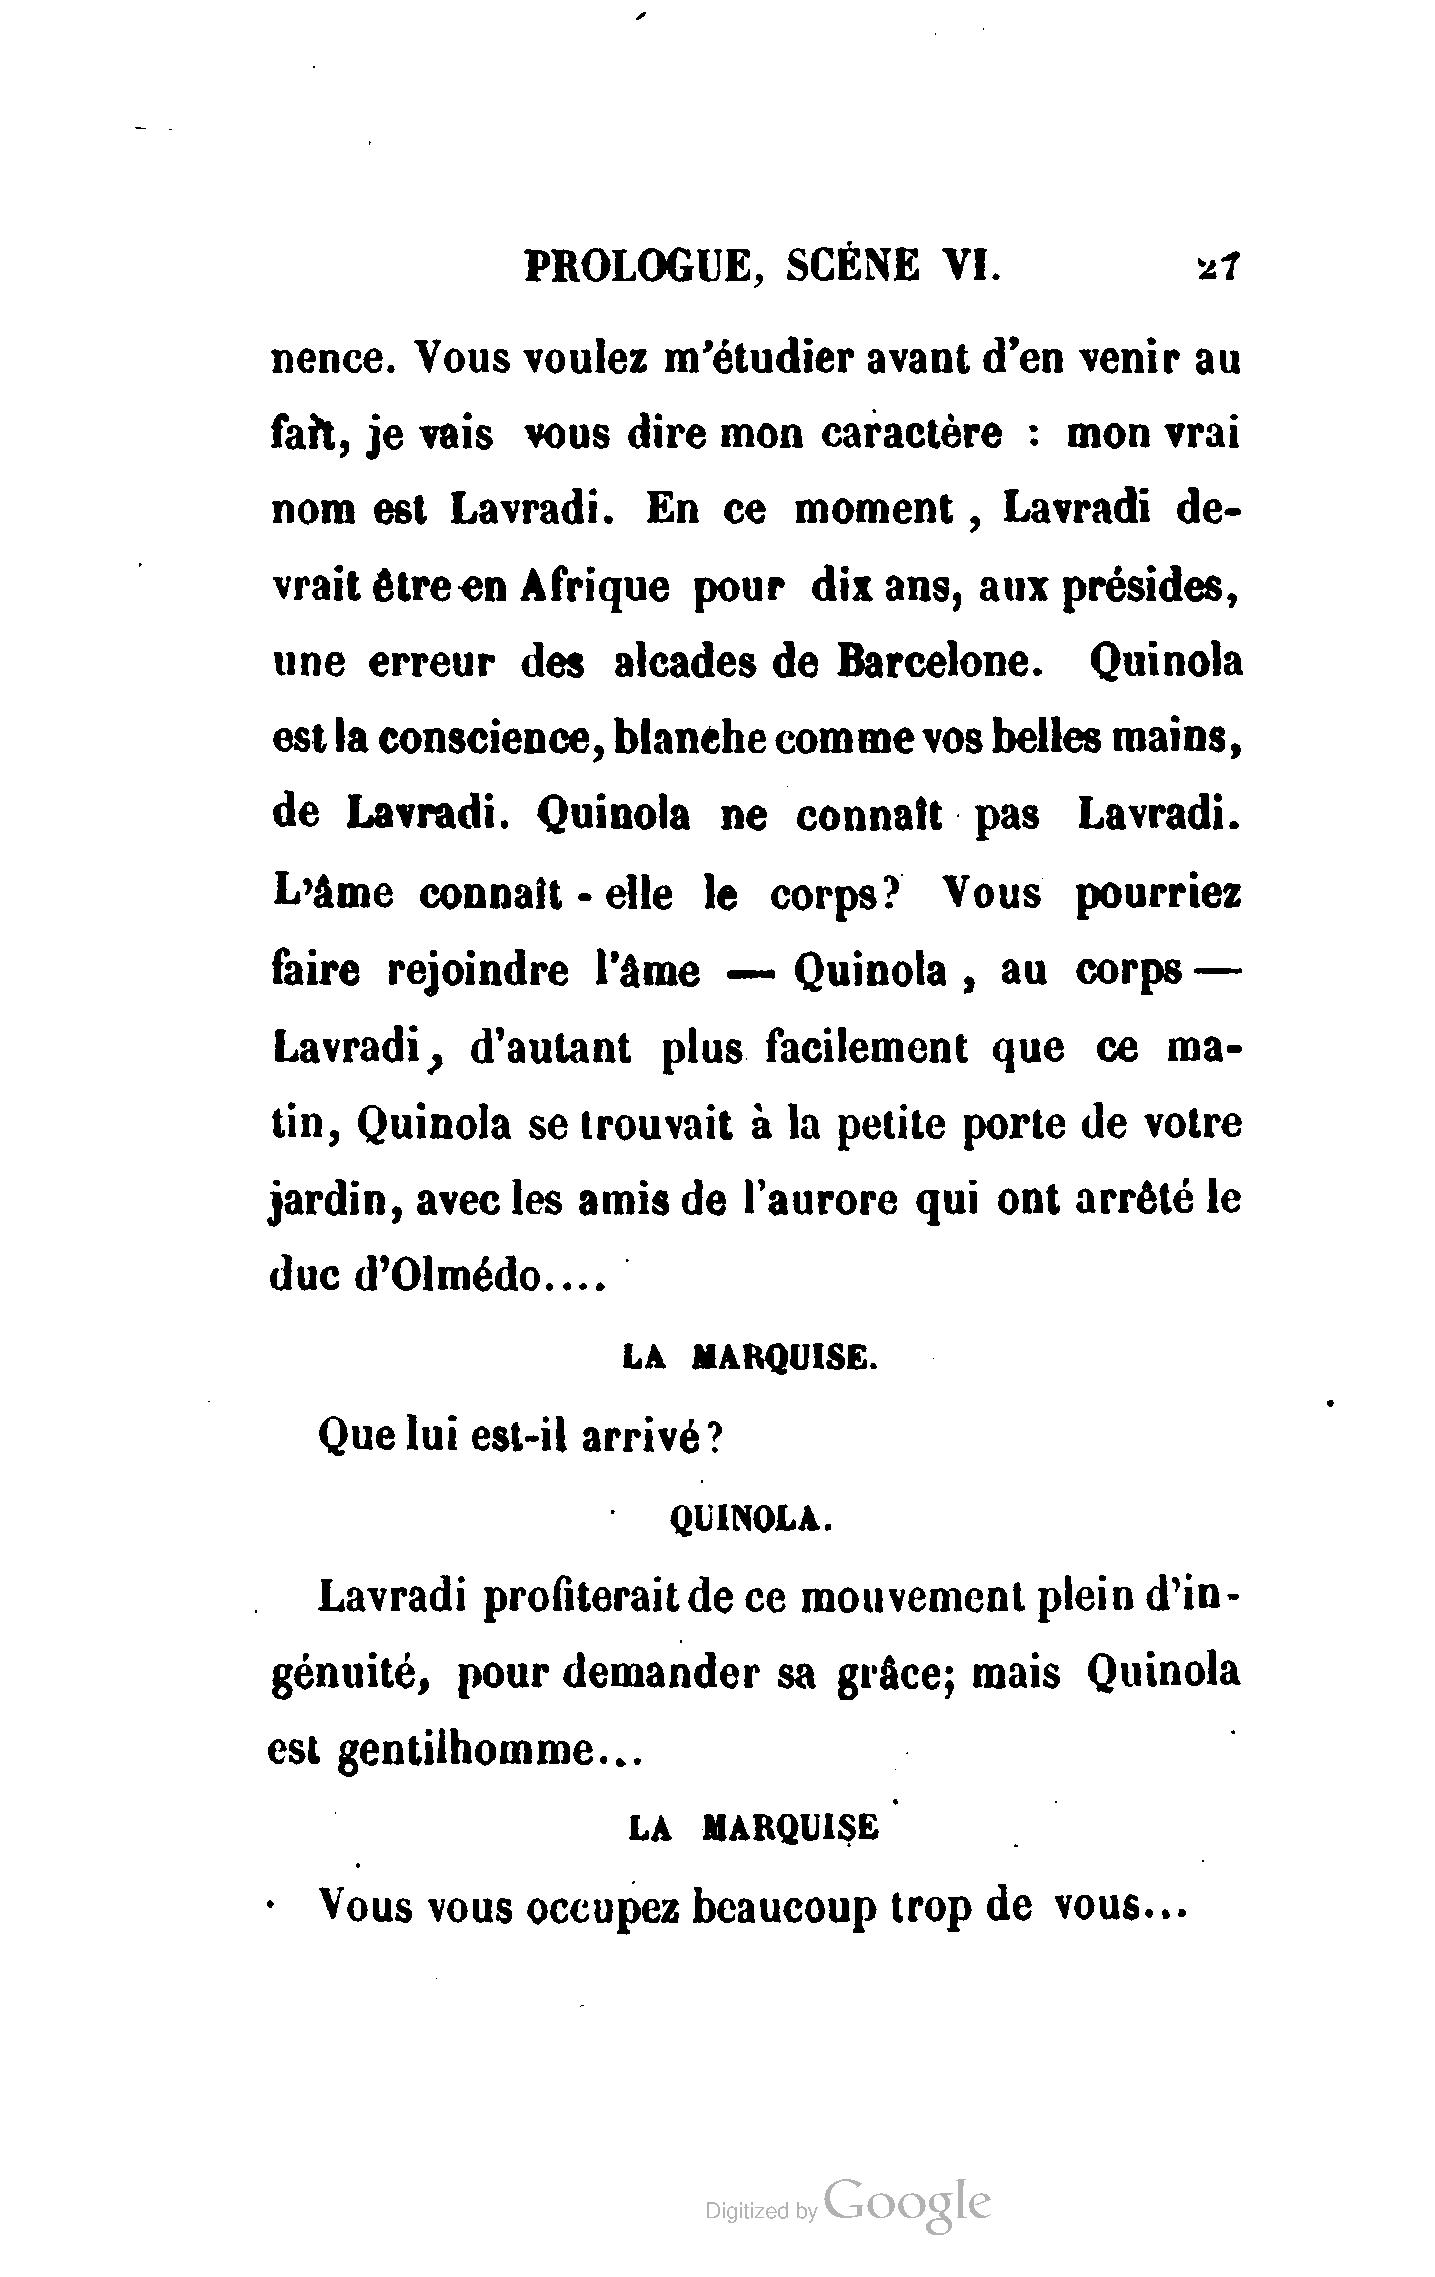 PROLOGUE, SCÈNE VI. 27
nence. Vous voulez m'étudier avant d'en venir au
fait, je vais vous dire mon caractère : mon vrai
nom est Lavradi. En ce moment , Lavradi de-
vrait être en Afrique pour dix ans, aux présides,
une erreur des alcades de Barcelone. Quinola
est la conscience, blanche comme vos belles mains,
de Lavradi. Quinola ne connaît pas Lavradi.
L'âme connaît - elle le corps? Vous pourriez
faire rejoindre l'âme — Quinola , au corps —
Lavradi, d'autant plus facilement que ce ma-
tin, Quinola se trouvait à la petite porte de votre
jardin, avec les amis de l'aurore qui ont arrêté le
duc d'Olmédo....
LA MARQUISE.
Que lui est-il arrivé?
QUINOLA.
Lavradi profiterait de ce mouvement plein d'in-
génuité, pour demander sa grâce; mais Quinola
est gentilhomme...
LA MARQUISE
Vous vous occupez beaucoup trop de vous...
Digitized by Google